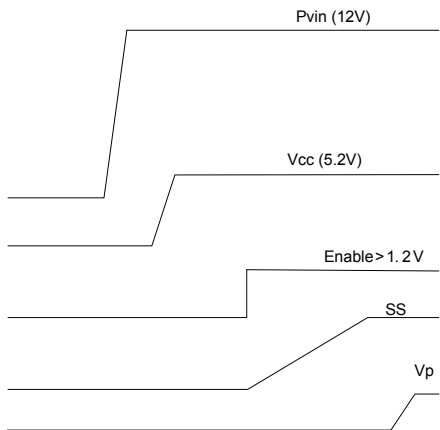 Pvin (12V)
Vcc (5.2V)
Enable>1.2V
SS
Vp